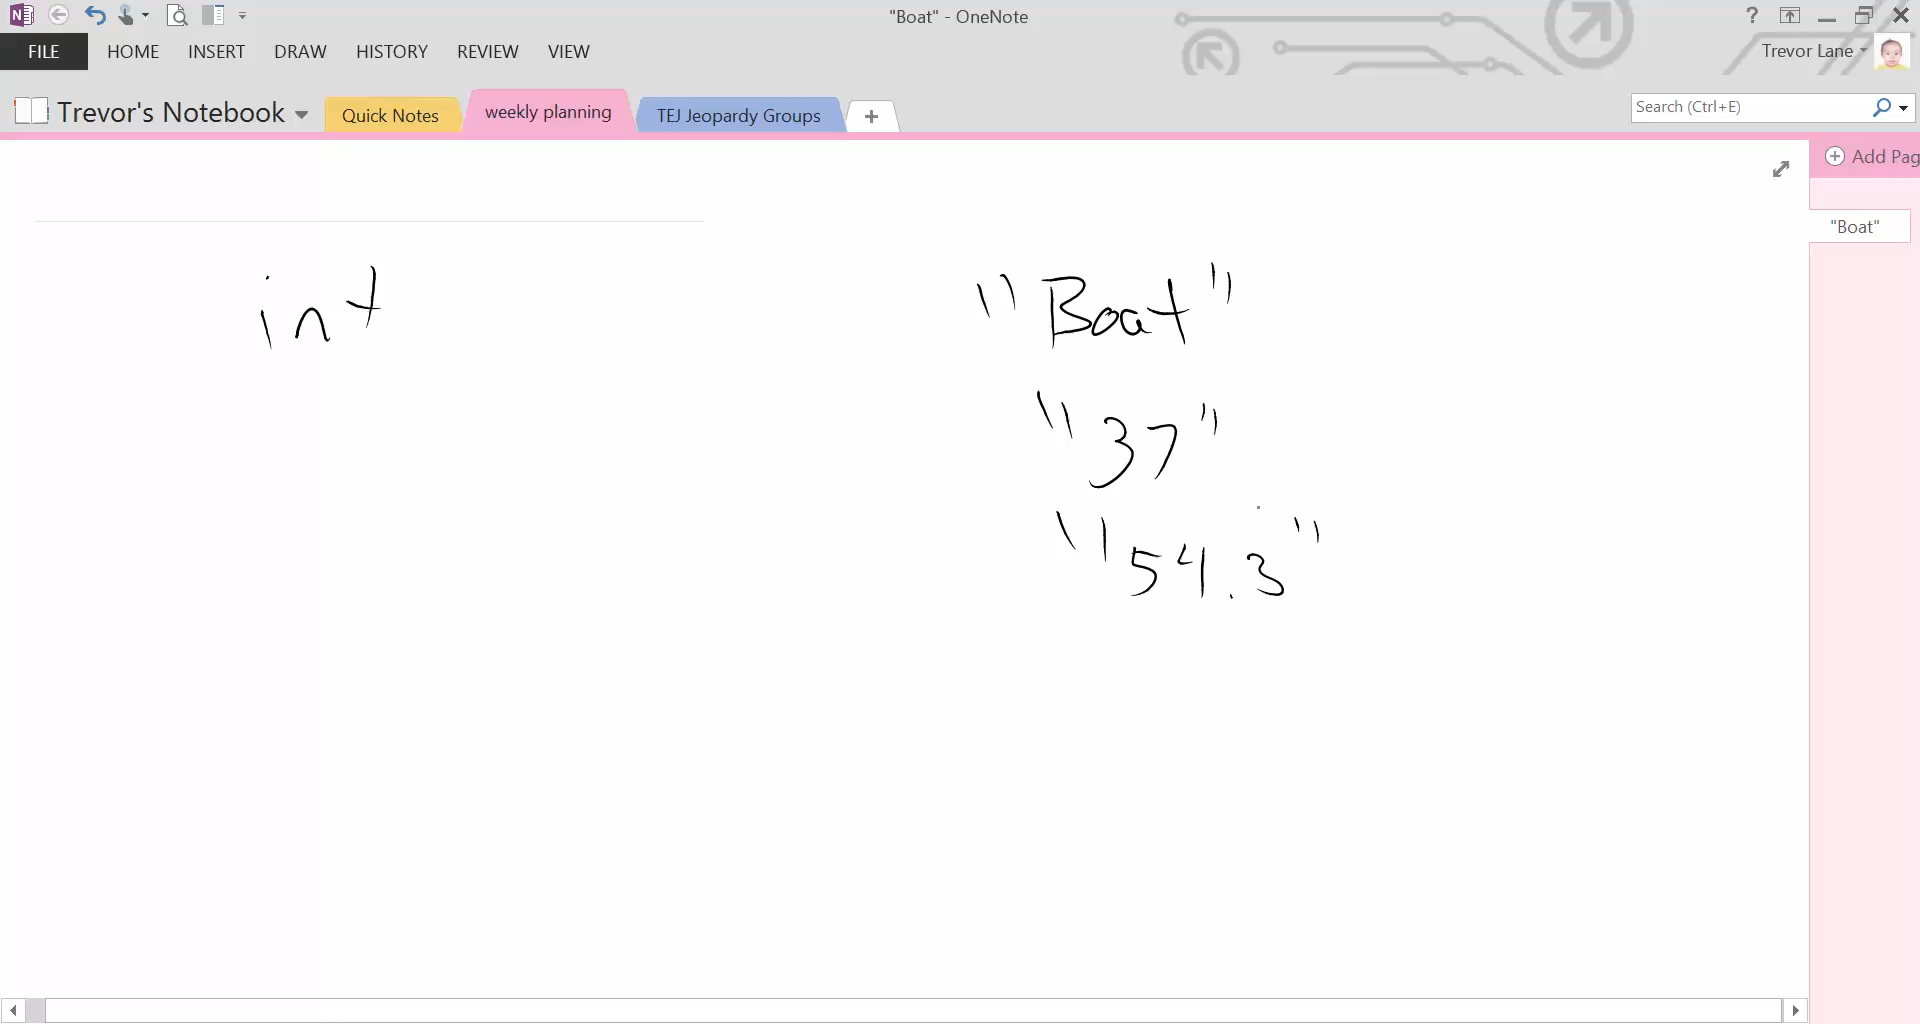 "Boat" - OneNote
?
FILE HOME INSERT DRAW HISTORY REVIEW VIEW
Trevor Lane
Trevor's Notebook
Quick Notes
weekly planning
TEJ Jeopardy Groups
+
Search (Ctrl+E)
Add Pag
"Boat"
int
"Boat"
"37"
"54.3"